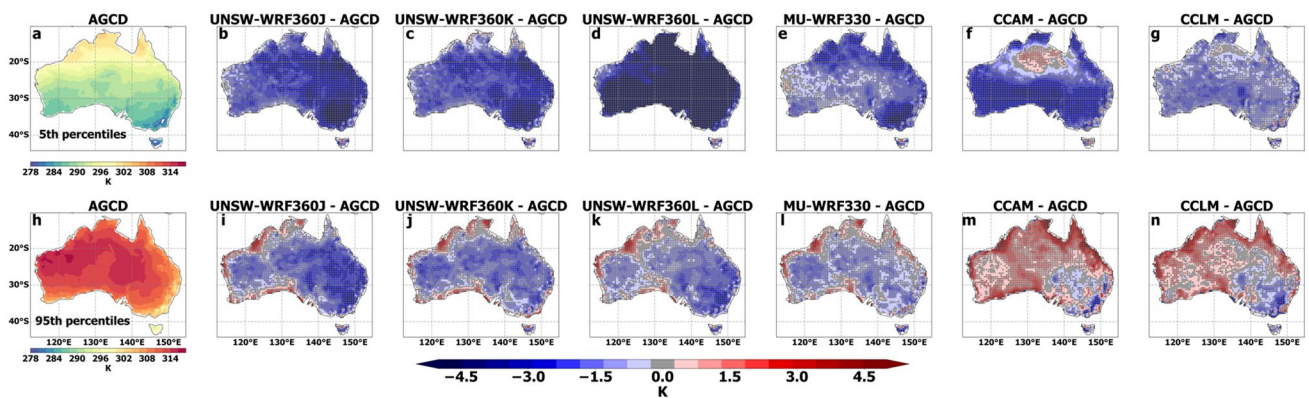 AGCD UNSW-WRF360J - AGCD UNSW-WRF360K - AGCD UNSW-WRF360L - AGCD MU-WRF330 - AGCD CCAM - AGCD CCLM - AGCD
a b c d e f g
20°S
30°S
40°S
5th percentiles
278 284 290 296 302 308 314
K
AGCD UNSW-WRF360J - AGCD UNSW-WRF360K - AGCD UNSW-WRF360L - AGCD MU-WRF330 - AGCD CCAM - AGCD CCLM - AGCD
h i j k l m n
20°S
30°S
40°S
95th percentiles
120°E 130°E 140°E 150°E 120°E 130°E 140°E 150°E 120°E 130°E 140°E 150°E 120°E 130°E 140°E 150°E 120°E 130°E 140°E 150°E 120°E 130°E 140°E 150°E 120°E 130°E 140°E 150°E
278 284 290 296 302 308 314
K
−4.5 −3.0 −1.5 0.0 1.5 3.0 4.5
K